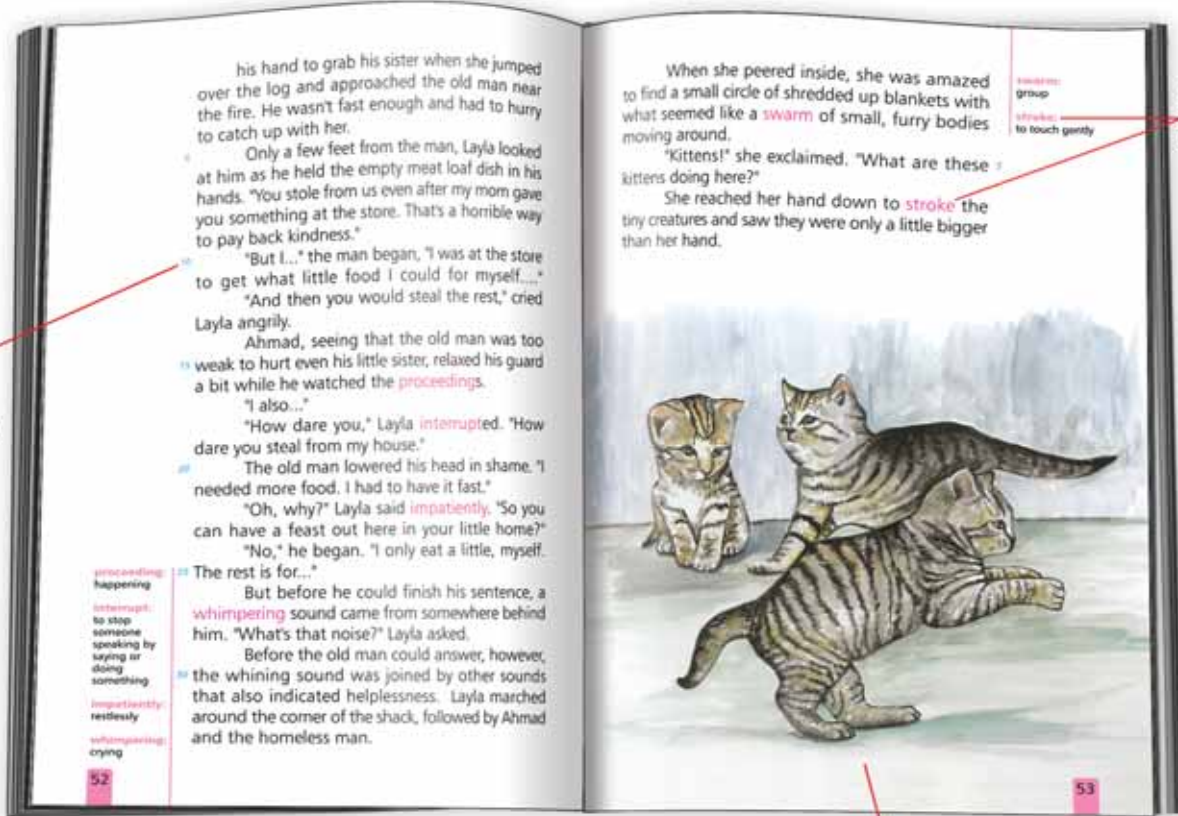 his hand to grab his sister when she jumped
over the log and approached the old man near
the fire. He wasn't fast enough and had to hurry
to catch up with her.
Only a few feet from the man, Layla looked
at him as he held the empty meat loaf dish in his
hands. "You stole from us even after my mom gave
you something at the store. That's a horrible way
to pay back kindness."
"But I..." the man began, "I was at the store
to get what little food I could for myself...."
"And then you would steal the rest," cried
Layla angrily.
Ahmad, seeing that the old man was too
weak to hurt even his little sister, relaxed his guard
a bit while he watched the proceedings.
"I also..."
"How dare you," Layla interrupted. "How
dare you steal from my house."
The old man lowered his head in shame. "I
needed more food. I had to have it fast."
"Oh, why?" Layla said impatiently. "So you
can have a feast out here in your little home?"
"No," he began. "I only eat a little, myself.
The rest is for..."
But before he could finish his sentence, a
whimpering sound came from somewhere behind
him. "What's that noise?" Layla asked.
Before the old man could answer, however,
the whining sound was joined by other sounds
that also indicated helplessness. Layla marched
around the corner of the shack, followed by Ahmad
and the homeless man.
proceeding:
happening
interrupt:
to stop
someone
speaking by
saying or
doing
something
impatiently:
restlessly
whimpering:
crying
52
When she peered inside, she was amazed
to find a small circle of shredded up blankets with
what seemed like a swarm of small, furry bodies
moving around.
"Kittens!" she exclaimed. "What are these
kittens doing here?"
She reached her hand down to stroke the
tiny creatures and saw they were only a little bigger
than her hand.
swarm:
group
stroke:
to touch gently
53